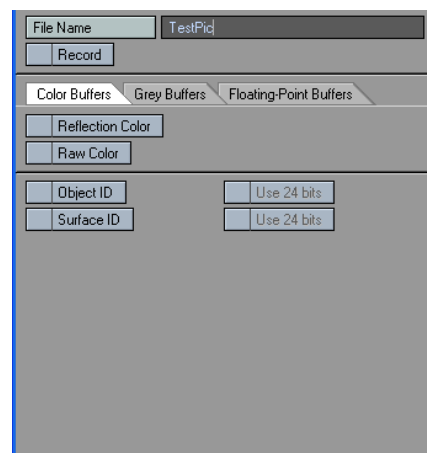 File Name TestPic
Record
Color Buffers Grey Buffers Floating-Point Buffers
Reflection Color
Raw Color
Object ID Use 24 bits
Surface ID Use 24 bits